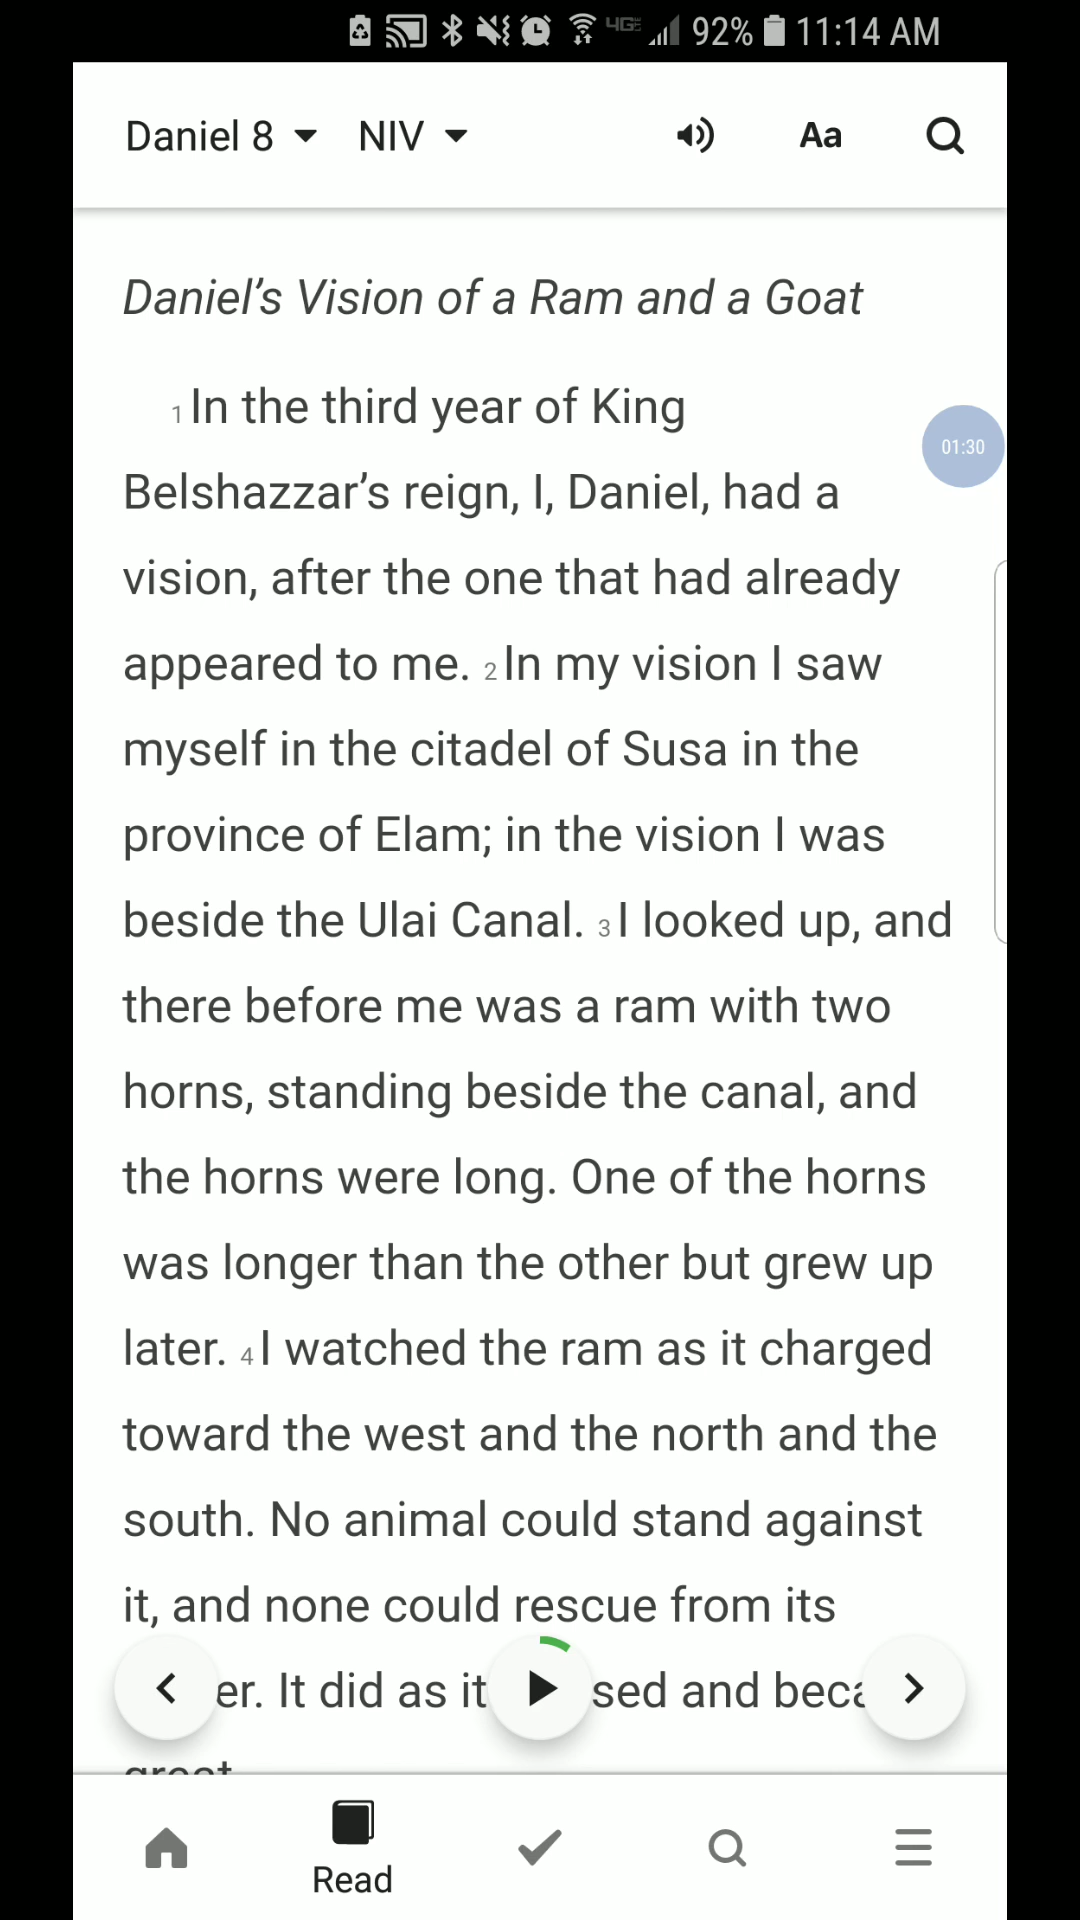 4G LTE 92% 11:14 AM
Daniel 8 NIV Aa
Daniel’s Vision of a Ram and a Goat
1 In the third year of King
01:30
Belshazzar’s reign, I, Daniel, had a
vision, after the one that had already
appeared to me. 2 In my vision I saw
myself in the citadel of Susa in the
province of Elam; in the vision I was
beside the Ulai Canal. 3 I looked up, and
there before me was a ram with two
horns, standing beside the canal, and
the horns were long. One of the horns
was longer than the other but grew up
later. 4 I watched the ram as it charged
toward the west and the north and the
south. No animal could stand against
it, and none could rescue from its
er. It did as it sed and beca
great
Read